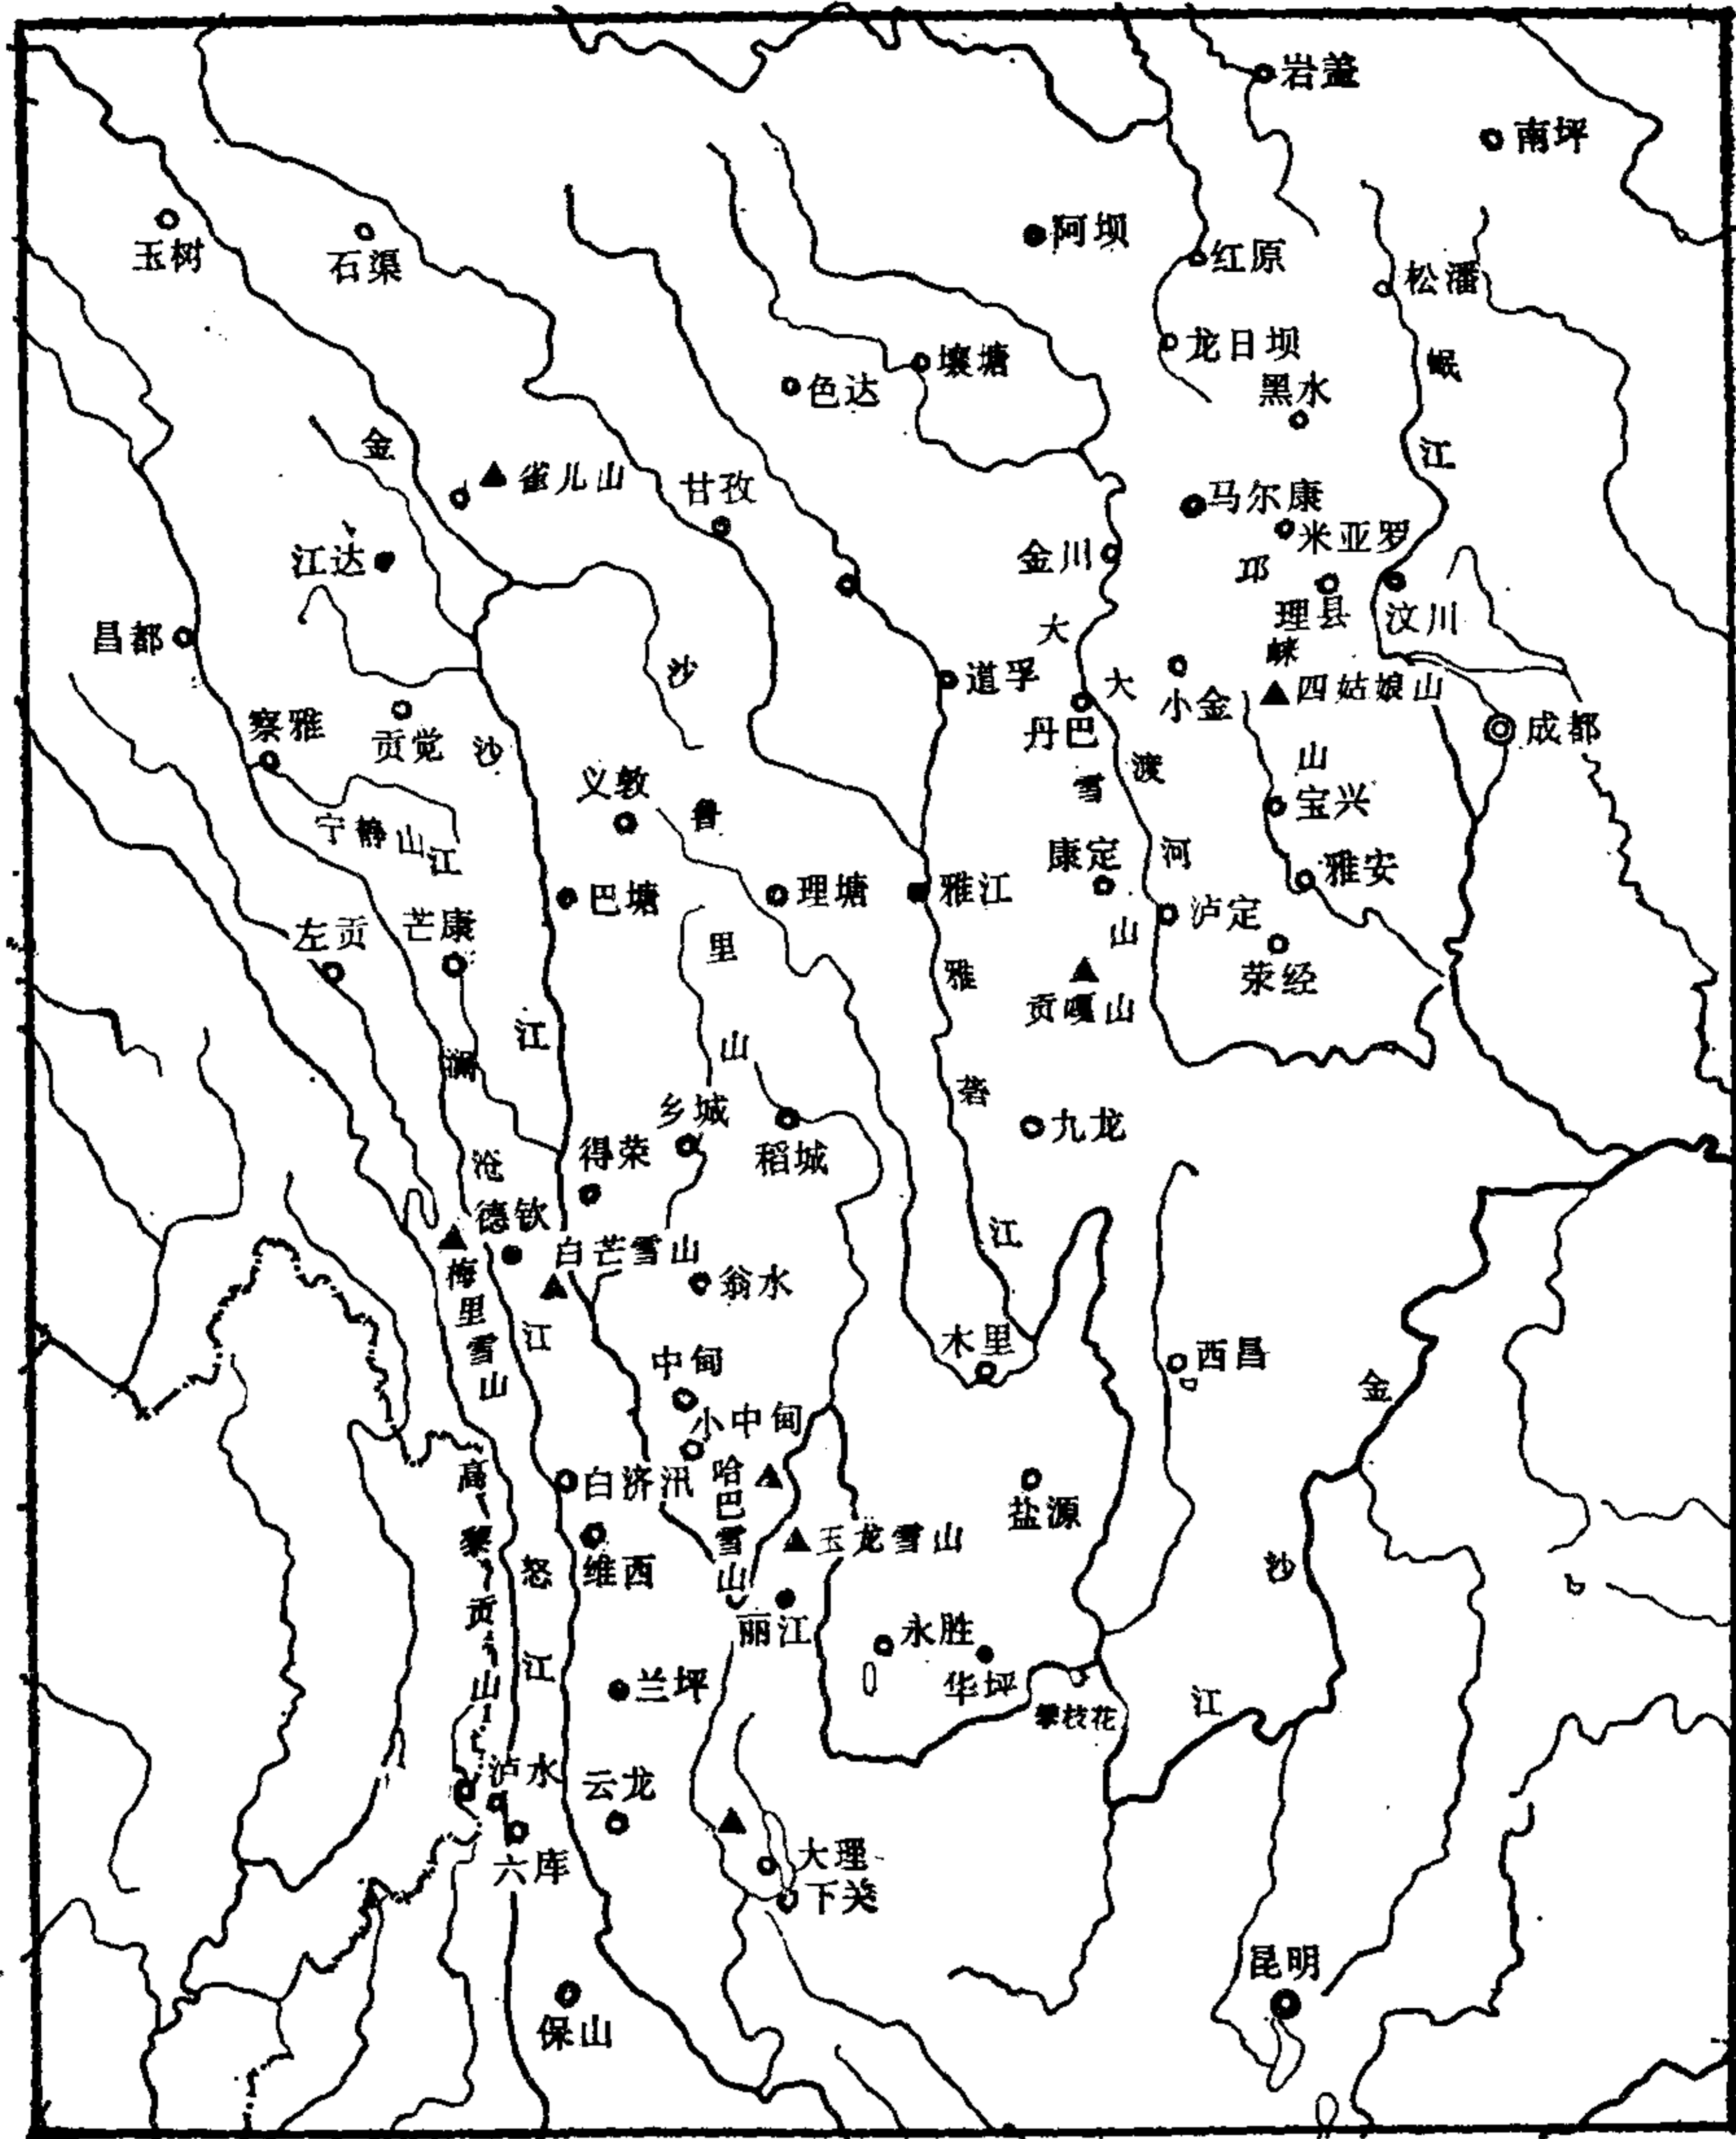 岩萐
南坪
阿坝
红原
松潘
玉树
石渠
龙日坝
岷江
壤塘
色达
黑水
金沙江
雀儿山
甘孜
马尔康
米亚罗
金川
江达
邛崃山
理县
汶川
昌都
大雪山
道孚
大渡河
小金
四姑娘山
丹巴
成都
察雅
贡觉
沙鲁里山
义敦
宝兴
宁静山
江
康定
雅安
巴塘
理塘
雅江
泸定
左贡
芒康
荥经
雅砻江
贡嘎山
澜沧江
乡城
九龙
得荣
稻城
德钦
白芒雪山
梅里雪山
翁水
木里
西昌
中甸
金沙江
小中甸
高黎贡山
白济汛
哈巴雪山
盐源
玉龙雪山
怒江
维西
丽江
永胜
兰坪
华坪
攀枝花
泸水
云龙
六库
大理
下关
昆明
保山